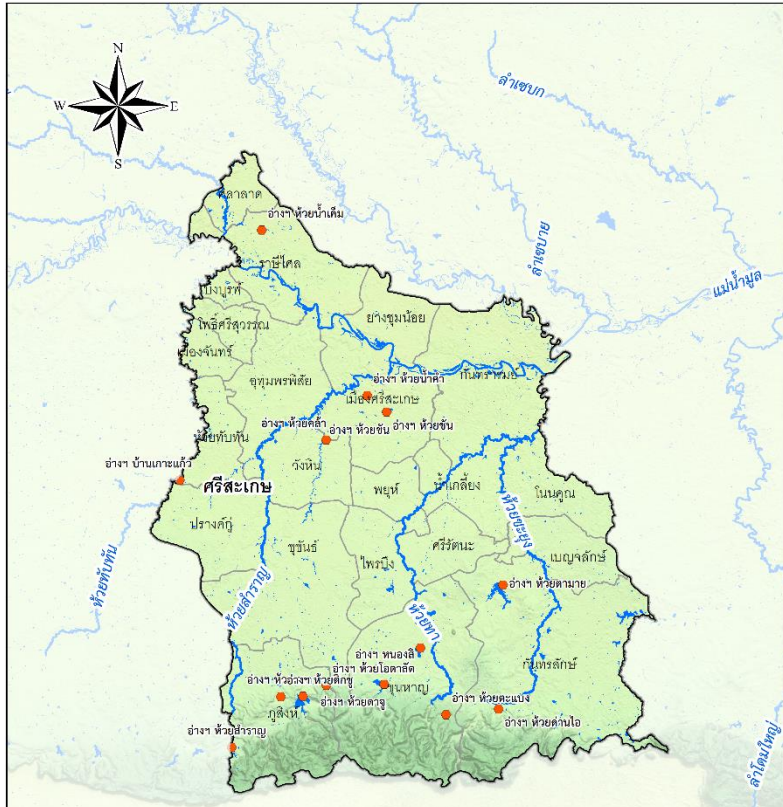 N
W E
S
ลำเซบก
ศิลาลาด
อ่างฯ ห้วยน้ำเค็ม
ราษีไศล
ลำเซบาย
แม่น้ำมูล
บึงบูรพ์
ยางชุมน้อย
โพธิ์ศรีสุวรรณ
เมืองจันทร์
กันทรารมย์
อุทุมพรพิสัย
อ่างฯ ห้วยน้ำคำ
เมืองศรีสะเกษ
อ่างฯ ห้วยคล้า
อ่างฯ ห้วยขัน
อ่างฯ ห้วยซัน
ห้วยทับทัน
วังหิน
อ่างฯ บ้านเกาะแก้ว
ศรีสะเกษ
พยุห์
น้ำเกลี้ยง
โนนคูณ
ปรางค์กู่
ขุขันธ์
ศรีรัตนะ
ห้วยขะยุง
เบญจลักษ์
ไพรบึง
ห้วยทับทัน
ห้วยสำราญ
อ่างฯ ห้วยตามาย
ห้วยทา
อ่างฯ หนองสิ
กันทรลักษ์
อ่างฯ ห้วยโอตาลัต
ขุนหาญ
อ่างฯ ห้วยติกชู
อ่างฯ ห้วยตาจู
อ่างฯ ห้วยตะแบง
ภูสิงห์
อ่างฯ ห้วยด่านไอ
อ่างฯ ห้วยสำราญ
ลำโดมใหญ่